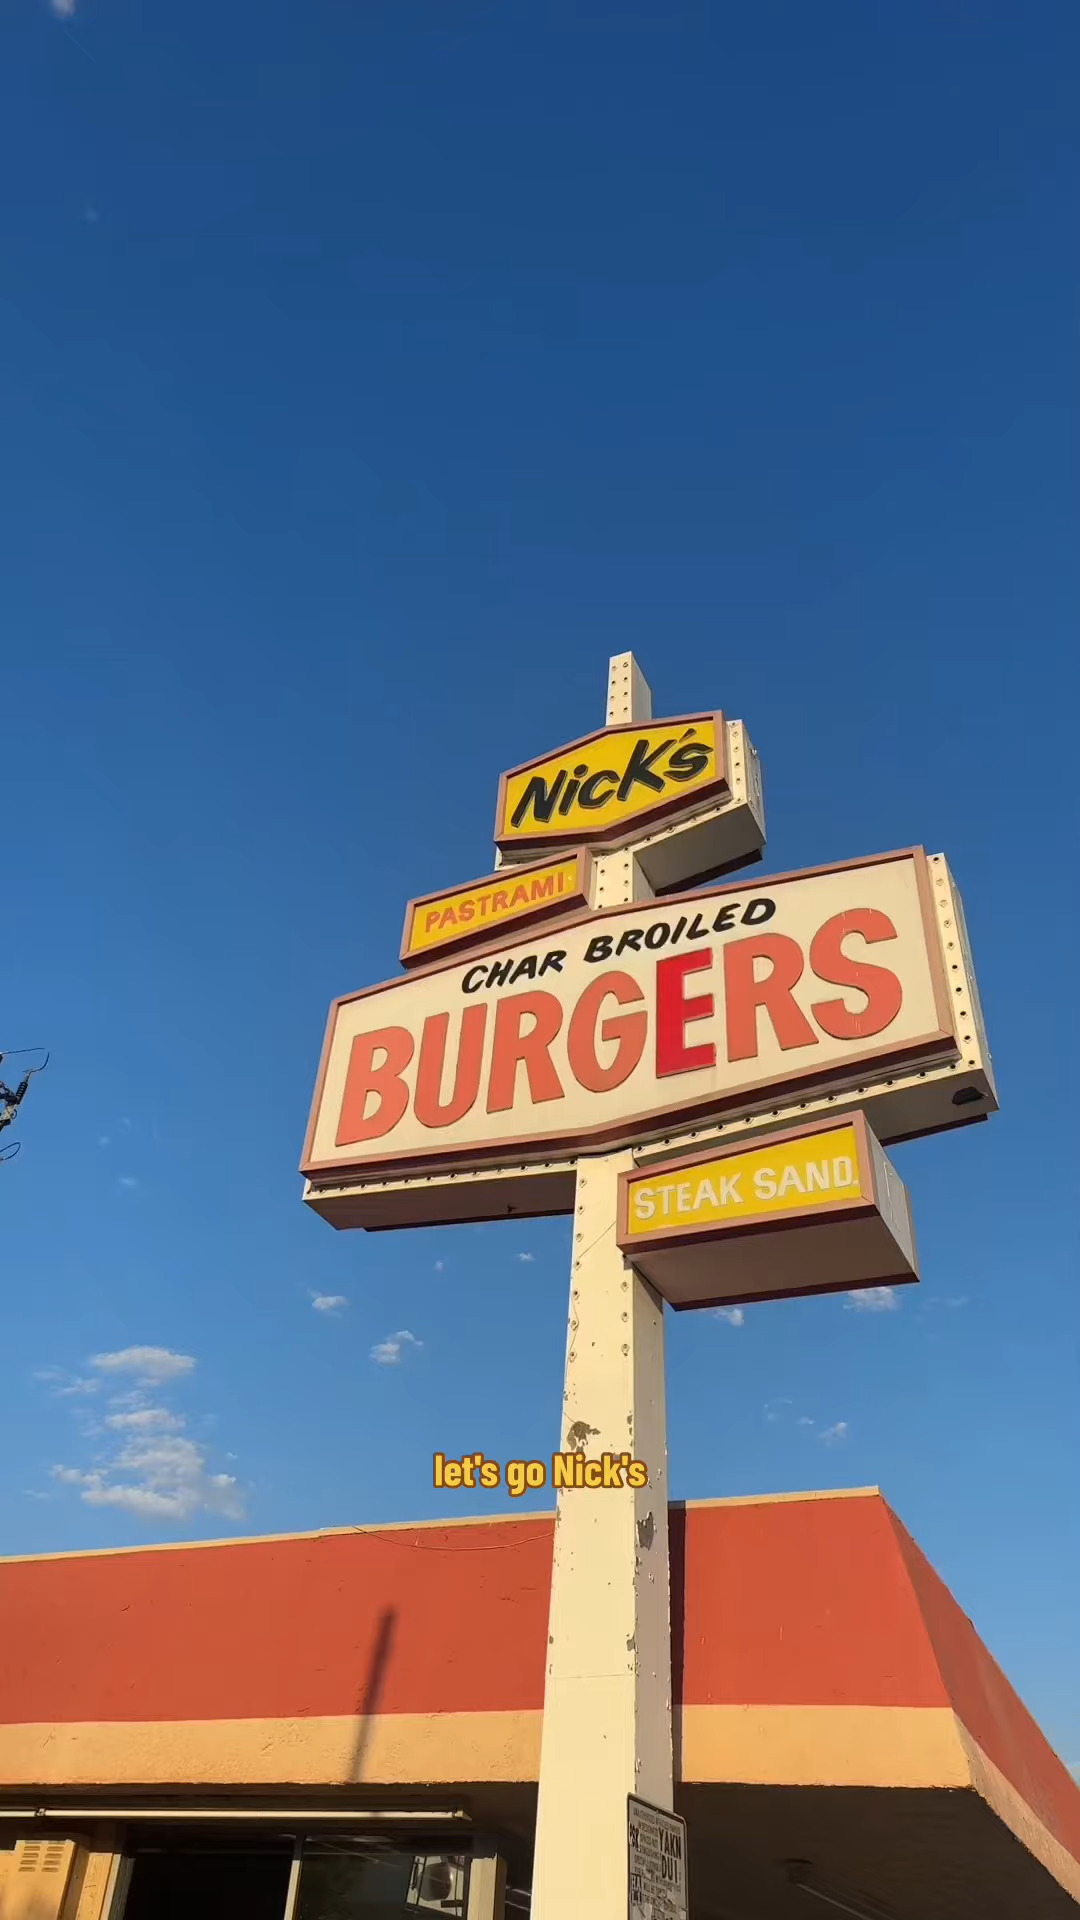 Nick's
PASTRAMI
CHAR BROILED
BURGERS
STEAK SAND.
let's go Nick's